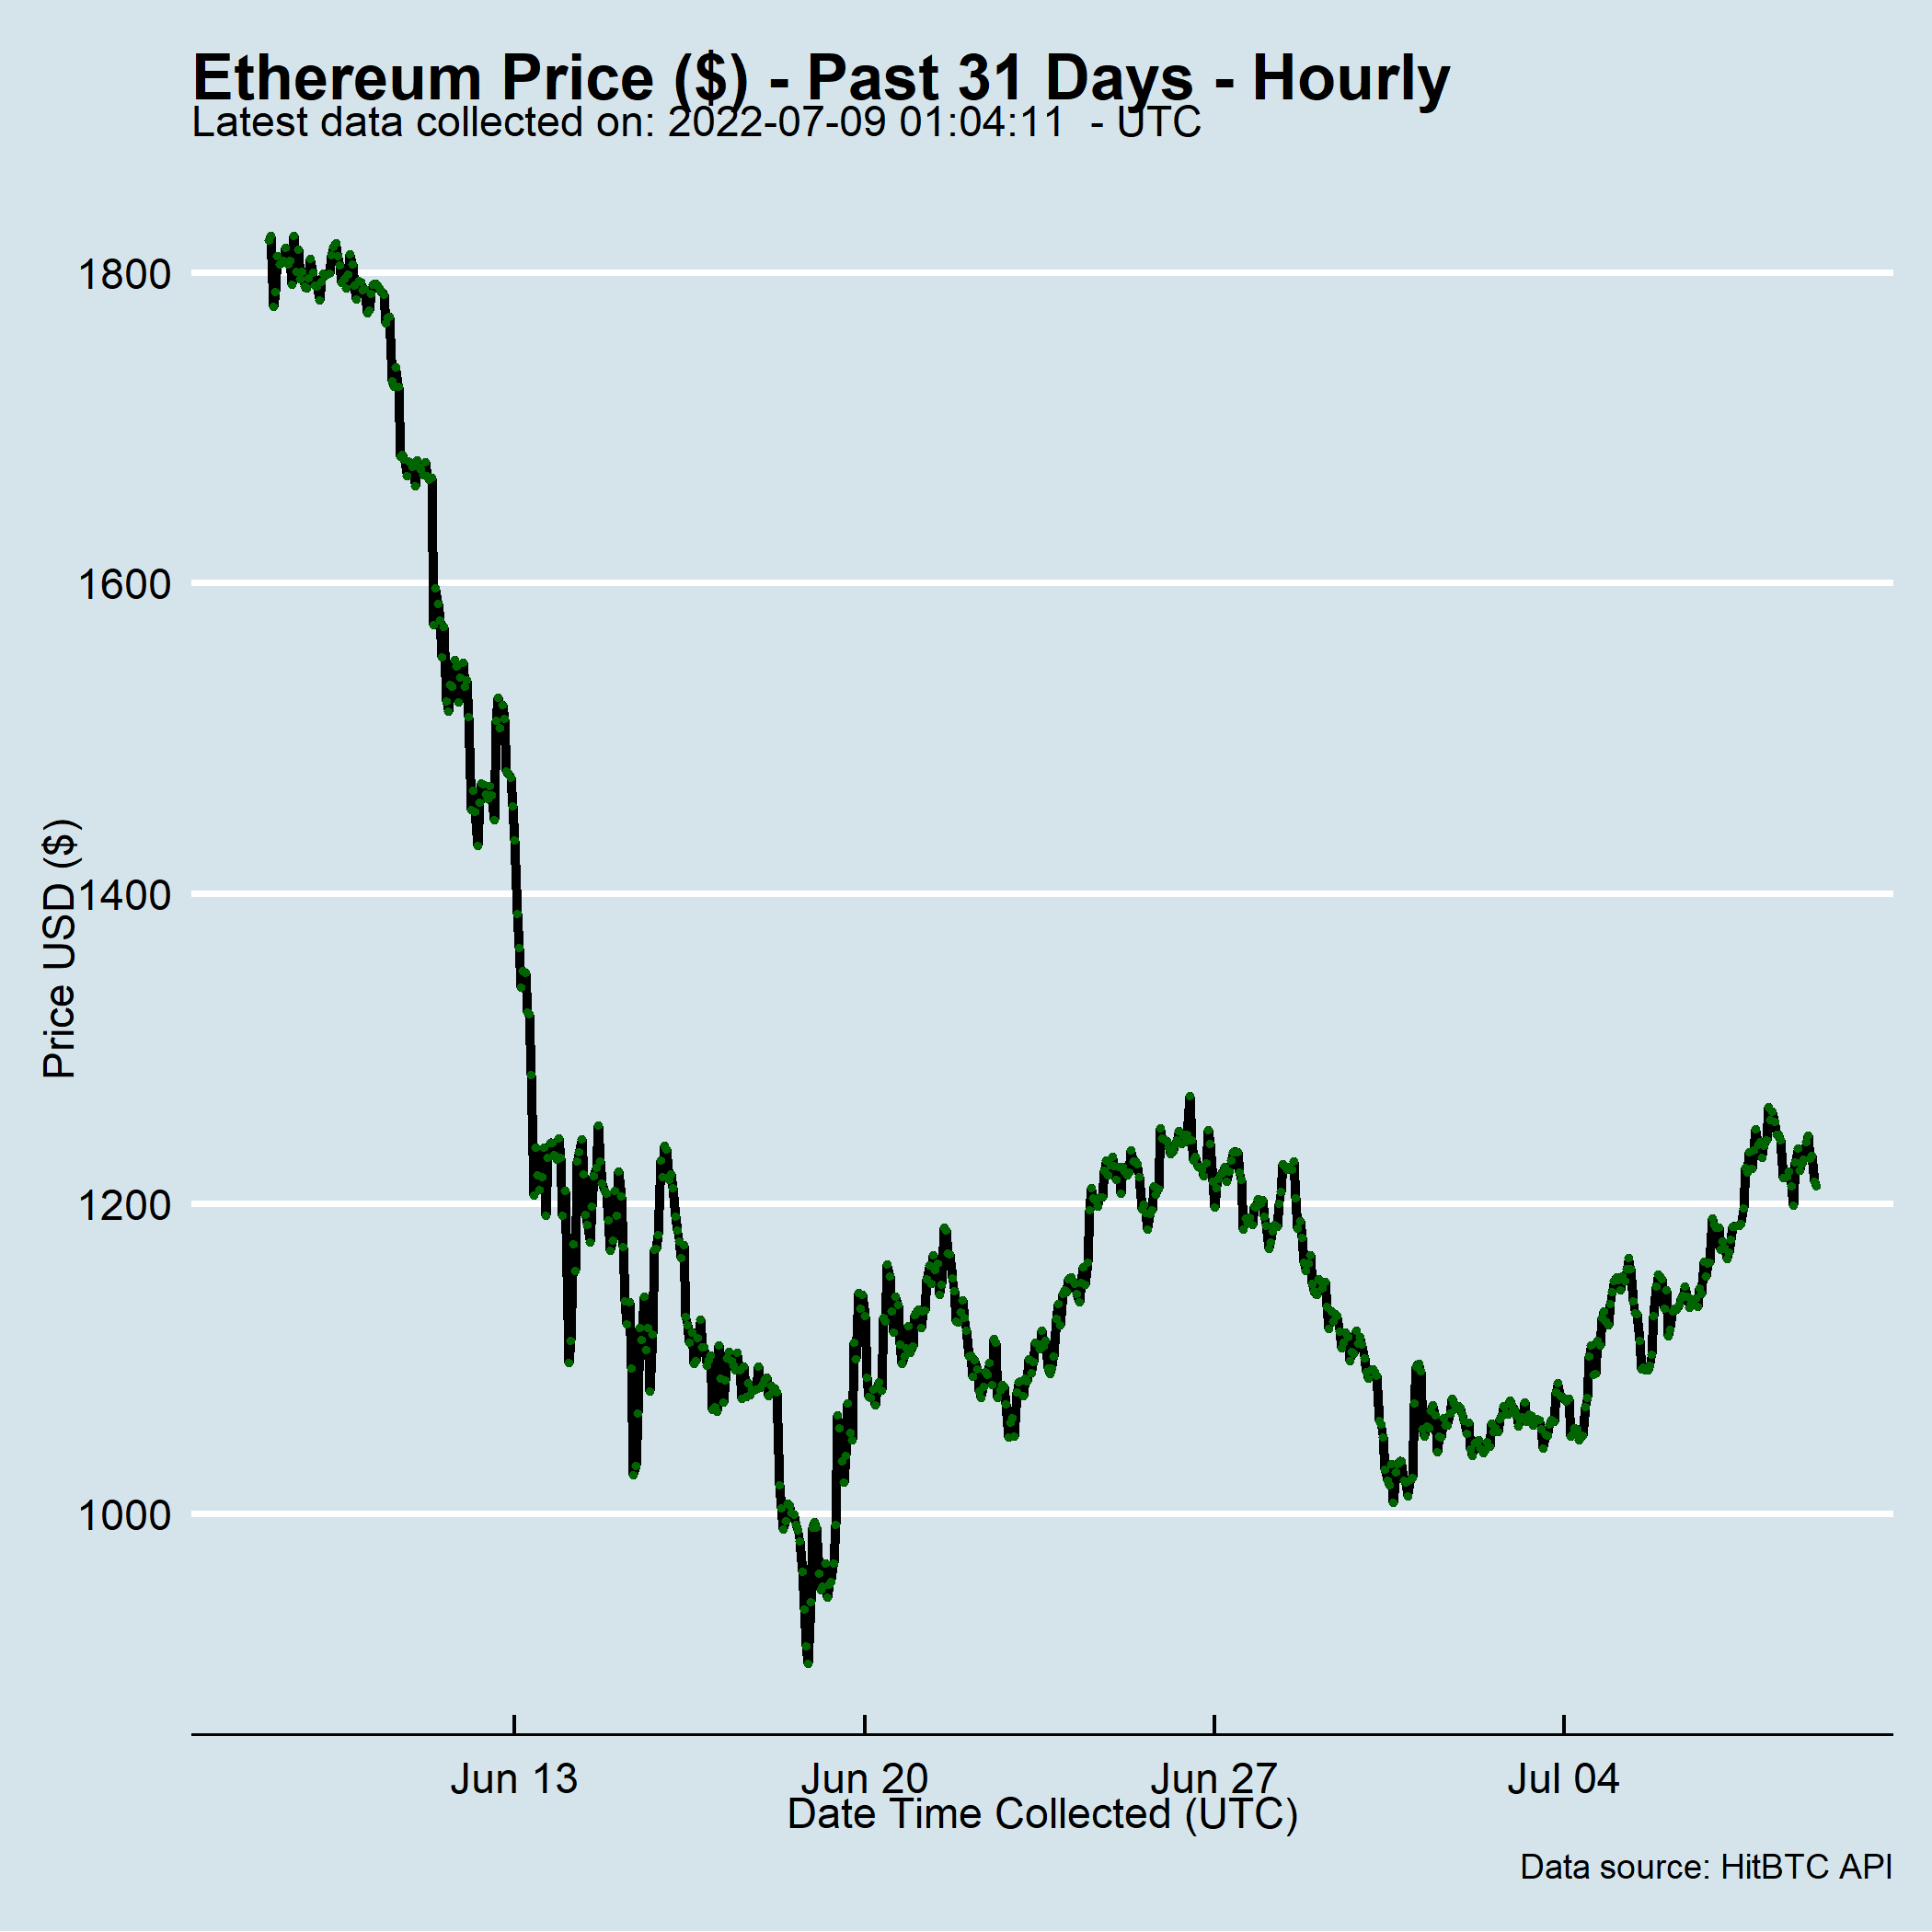 Ethereum Price ($) - Past 31 Days - Hourly
Latest data collected on: 2022-07-09 01:04:11  - UTC
1800
1600
1400
1200
1000
Price USD ($)
Jun 13
Jun 20
Jun 27
Jul 04
Date Time Collected (UTC)
Data source: HitBTC API